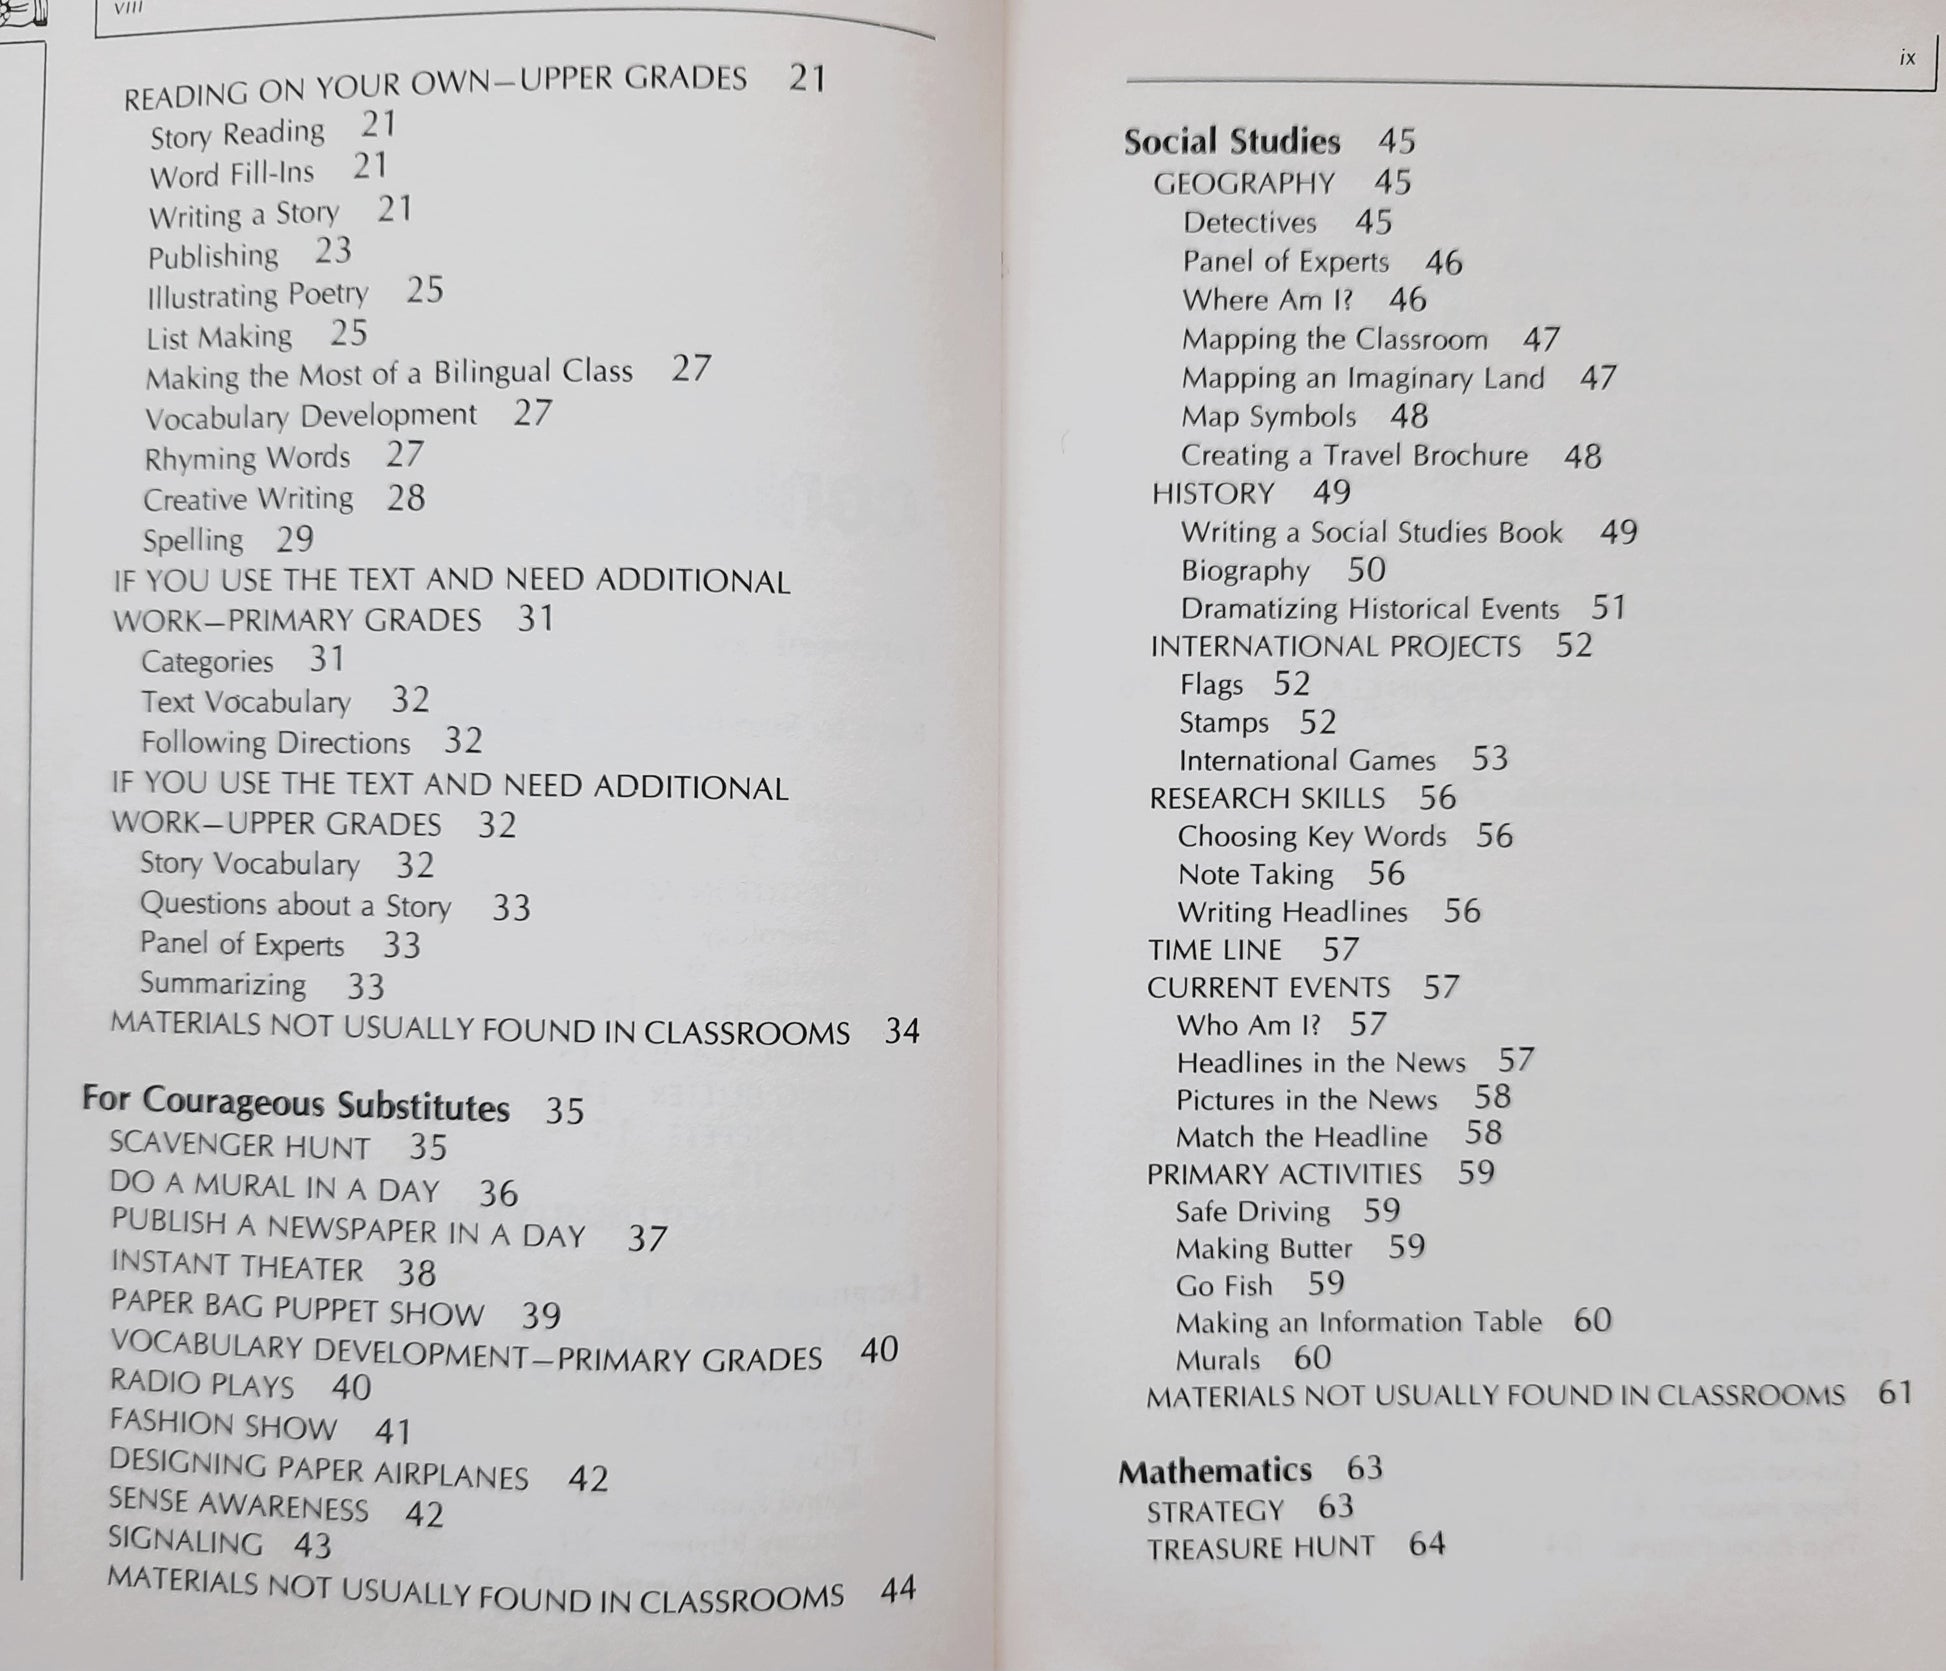 viii
READING ON YOUR OWN—UPPER GRADES 21
Story Reading 21
Word Fill-Ins 21
Writing a Story 21
Publishing 23
Illustrating Poetry 25
List Making 25
Making the Most of a Bilingual Class 27
Vocabulary Development 27
Rhyming Words 27
Creative Writing 28
Spelling 29
IF YOU USE THE TEXT AND NEED ADDITIONAL
WORK—PRIMARY GRADES 31
Categories 31
Text Vocabulary 32
Following Directions 32
IF YOU USE THE TEXT AND NEED ADDITIONAL
WORK—UPPER GRADES 32
Story Vocabulary 32
Questions about a Story 33
Panel of Experts 33
Summarizing 33
MATERIALS NOT USUALLY FOUND IN CLASSROOMS 34
For Courageous Substitutes 35
SCAVENGER HUNT 35
DO A MURAL IN A DAY 36
PUBLISH A NEWSPAPER IN A DAY 37
INSTANT THEATER 38
PAPER BAG PUPPET SHOW 39
VOCABULARY DEVELOPMENT—PRIMARY GRADES 40
RADIO PLAYS 40
FASHION SHOW 41
DESIGNING PAPER AIRPLANES 42
SENSE AWARENESS 42
SIGNALING 43
MATERIALS NOT USUALLY FOUND IN CLASSROOMS 44
ix
Social Studies 45
GEOGRAPHY 45
Detectives 45
Panel of Experts 46
Where Am I? 46
Mapping the Classroom 47
Mapping an Imaginary Land 47
Map Symbols 48
Creating a Travel Brochure 48
HISTORY 49
Writing a Social Studies Book 49
Biography 50
Dramatizing Historical Events 51
INTERNATIONAL PROJECTS 52
Flags 52
Stamps 52
International Games 53
RESEARCH SKILLS 56
Choosing Key Words 56
Note Taking 56
Writing Headlines 56
TIME LINE 57
CURRENT EVENTS 57
Who Am I? 57
Headlines in the News 57
Pictures in the News 58
Match the Headline 58
PRIMARY ACTIVITIES 59
Safe Driving 59
Making Butter 59
Go Fish 59
Making an Information Table 60
Murals 60
MATERIALS NOT USUALLY FOUND IN CLASSROOMS 61
Mathematics 63
STRATEGY 63
TREASURE HUNT 64